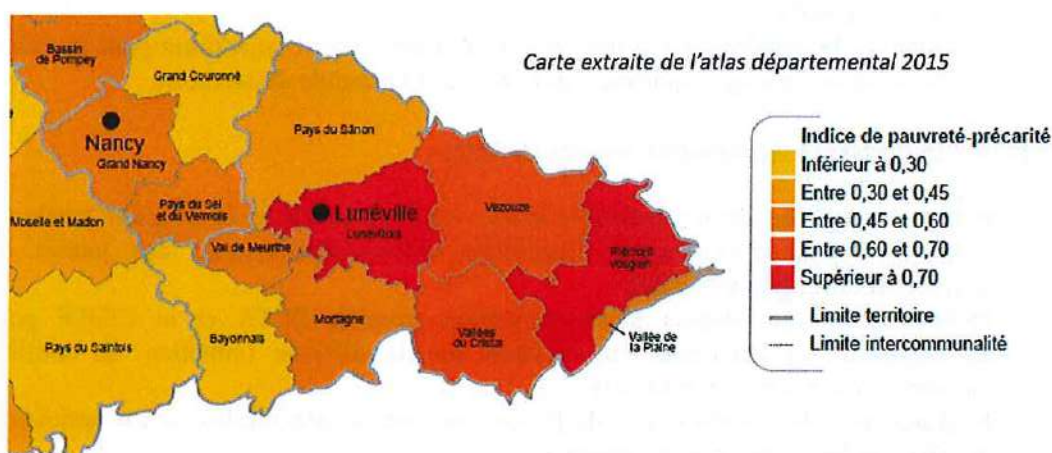 Bassin
de Pompey
Grand Couronné
Carte extraite de l'atlas départemental 2015
Nancy
Grand Nancy
Pays du Sânon
Moselle et Madon
Pays du Sel
et du Vermois
Lunéville
Lunévillois
Vezouze
Val de Meurthe
Piémont
vosgien
Pays du Saintois
Bayonnais
Mortagne
Vallées
du Cristal
Vallée de
la Plaine
Indice de pauvreté-précarité
Inférieur à 0,30
Entre 0,30 et 0,45
Entre 0,45 et 0,60
Entre 0,60 et 0,70
Supérieur à 0,70
Limite territoire
Limite intercommunalité